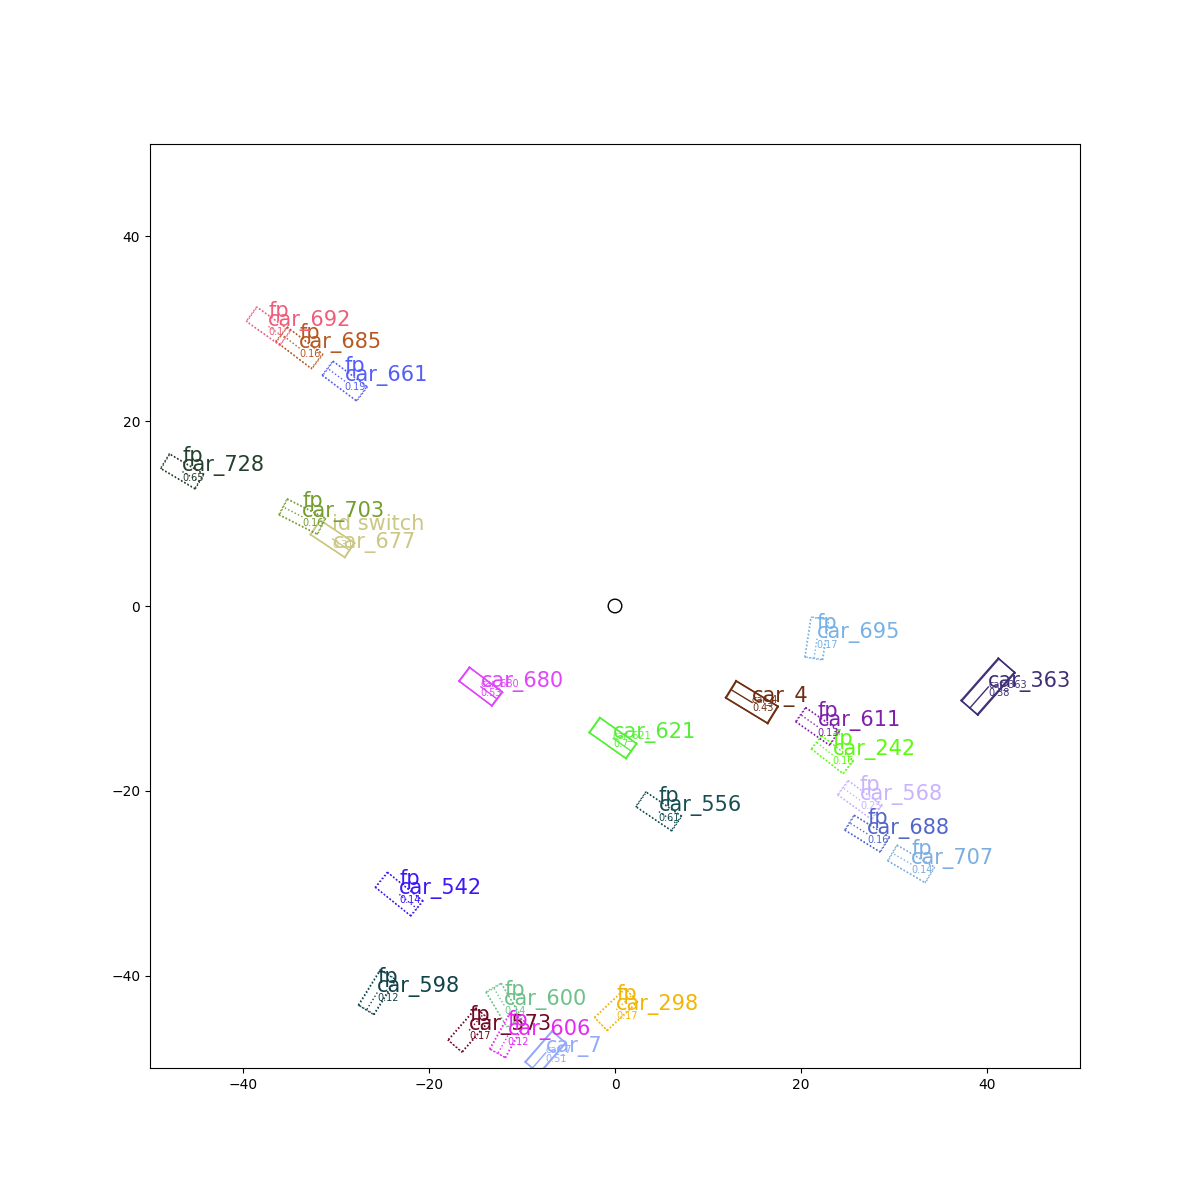 40
20
0
−20
−40
−40
−20
0
20
40
fp
car_692
fp
car_685
0.16
fp
car_661
0.19
fp
car_728
0.65
fp
car_703
0.16
id switch
car_677
fp
car_695
0.17
car_680
0.53
car_363
0.58
car_4
0.43
fp
car_611
0.13
car_621
fp
car_242
0.16
fp
car_568
fp
car_556
0.61
fp
car_688
0.16
fp
car_707
0.14
fp
car_542
0.14
fp
car_598
0.12
fp
car_600
fp
car_298
0.17
fp
car_573
0.17
fp
car_606
0.12
car_7
0.51